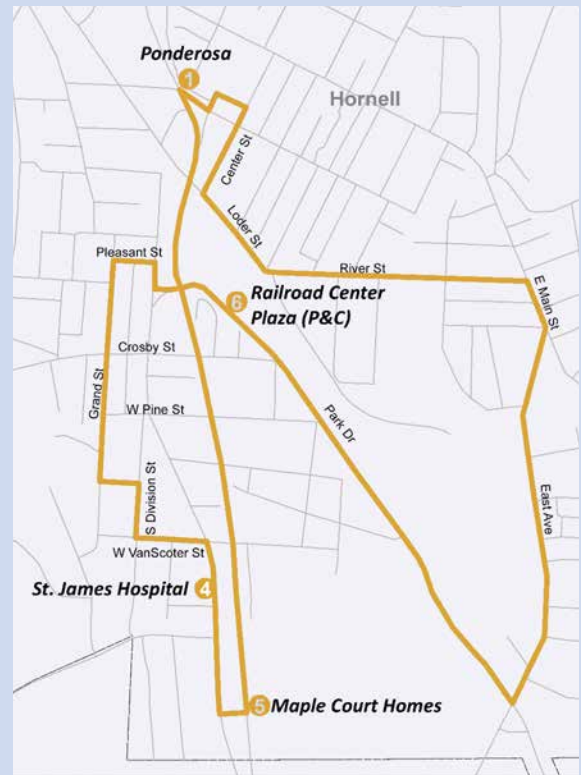 Ponderosa
1
Hornell
Center St
Loder St
Pleasant St
River St
E Main St
6
Railroad Center
Plaza (P&C)
Crosby St
Grand St
W Pine St
Park Dr
S Division St
East Ave
W VanScoter St
St. James Hospital
4
5
Maple Court Homes